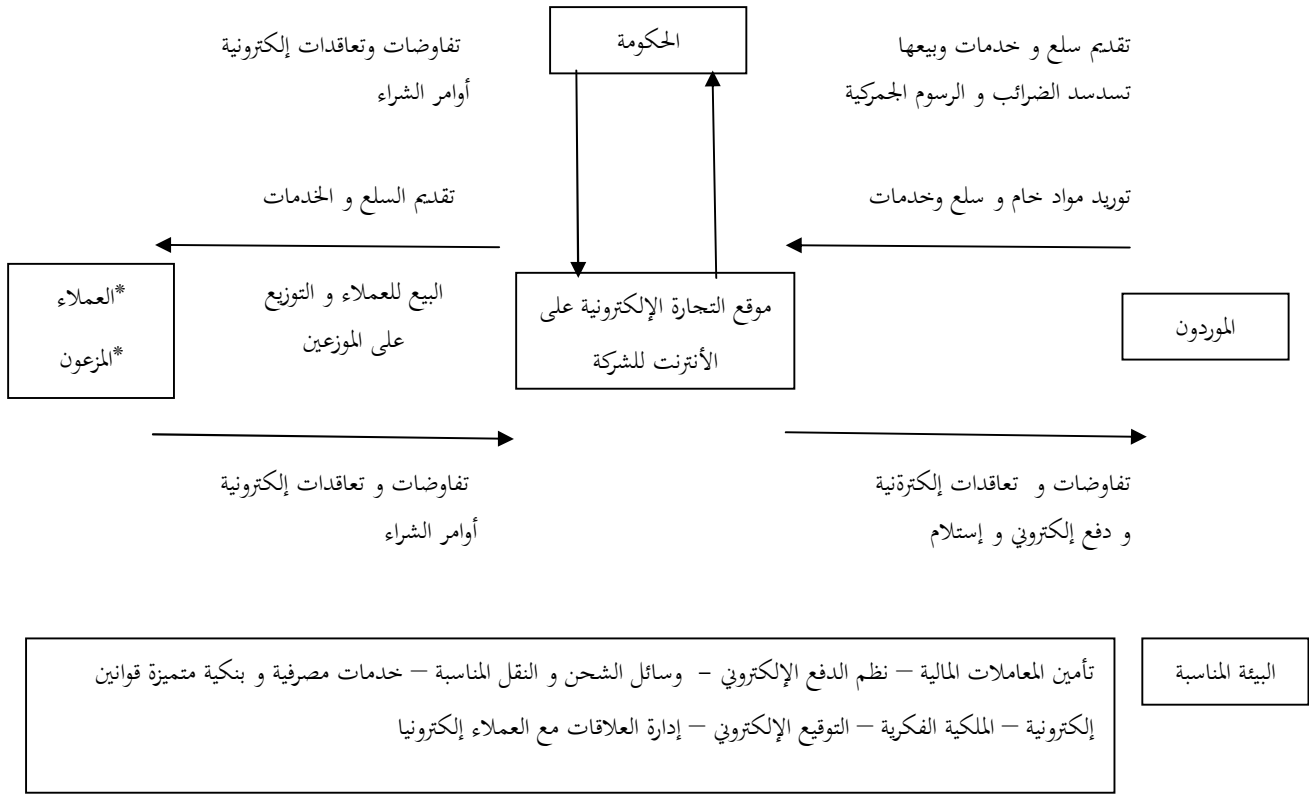 الحكومة
تقديم سلع و خدمات وبيعها
تسدسد الضرائب و الرسوم الجمركية
تفاوضات وتعاقدات إلكترونية
أوامر الشراء
توريد مواد خام و سلع وخدمات
تقديم السلع و الخدمات
الموردون
موقع التجارة الإلكترونية على
الأنترنت للشركة
البيع للعملاء و التوزيع
على الموزعين
*العملاء
*المزعون
تفاوضات و تعاقدات إلكترةنية
و دفع إلكتروني و إستلام
تفاوضات و تعاقدات إلكترونية
أوامر الشراء
البيئة المناسبة
تأمين المعاملات المالية – نظم الدفع الإلكتروني – وسائل الشحن و النقل المناسبة – خدمات مصرفية و بنكية متميزة قوانين
إلكترونية – الملكية الفكرية – التوقيع الإلكتروني – إدارة العلاقات مع العملاء إلكترونيا